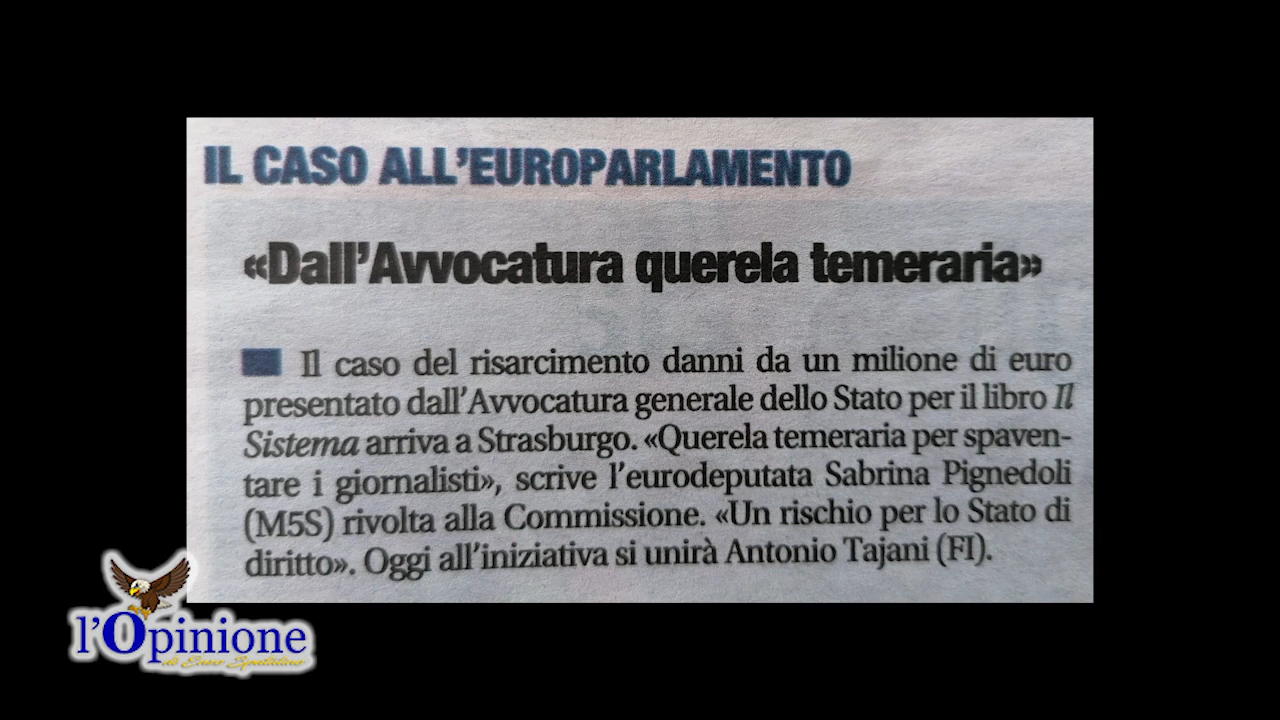 IL CASO ALL'EUROPARLAMENTO
«Dall'Avvocatura querela temeraria»
Il caso del risarcimento danni da un milione di euro
presentato dall'Avvocatura generale dello Stato per il libro Il
Sistema arriva a Strasburgo. «Querela temeraria per spaven-
tare i giornalisti», scrive l'eurodeputata Sabrina Pignedoli
(M5S) rivolta alla Commissione. «Un rischio per lo Stato di
diritto». Oggi all'iniziativa si unirà Antonio Tajani (FI).
l'Opinione
di